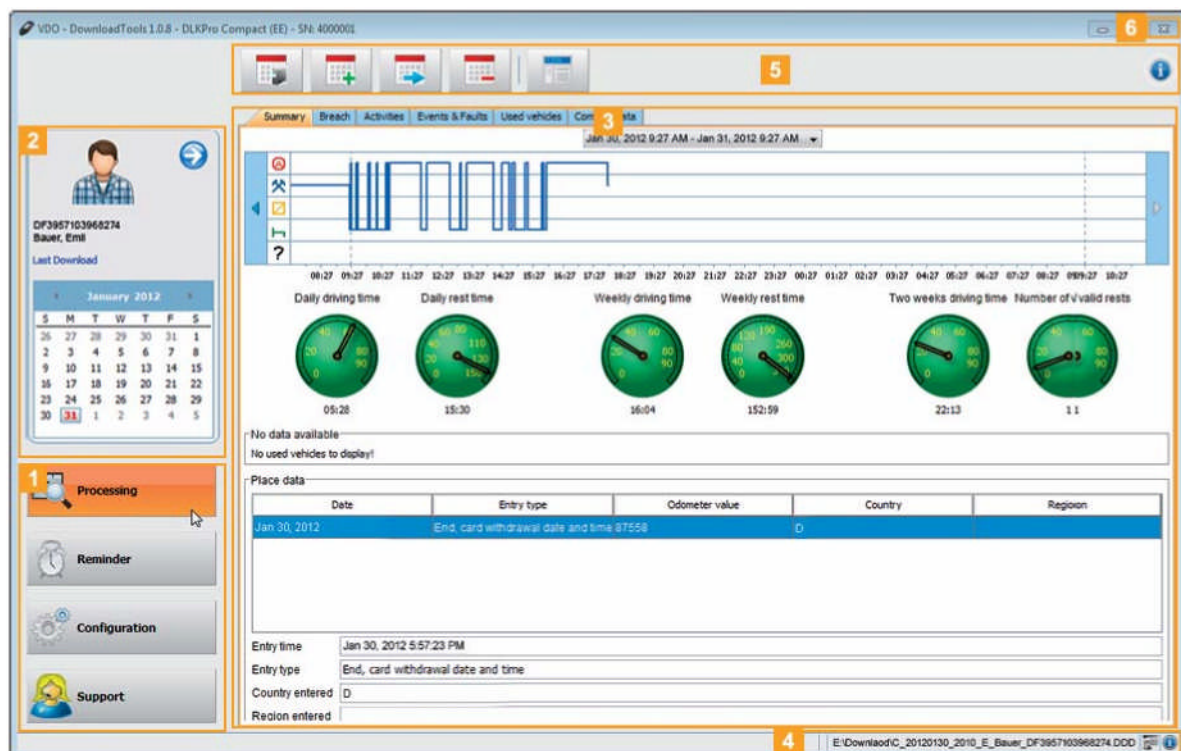 VDO - DownloadTools 1.0.8 - DLKPro Compact (EE) - SN: 4000001
6
5
2
DF3957103968274
Bauer, Emil
Last Download
January 2012
S M T W T F S
26 27 28 29 30 31 1
2 3 4 5 6 7 8
9 10 11 12 13 14 15
16 17 18 19 20 21 22
23 24 25 26 27 28 29
30 31 1 2 3 4 5
1
Processing
Reminder
Configuration
Support
3
Summary Breach Activities Events & Faults Used vehicles
Jan 30, 2012 9:27 AM - Jan 31, 2012 9:27 AM
?
08:27 09:27 10:27 11:27 12:27 13:27 14:27 15:27 16:27 17:27 18:27 19:27 20:27 21:27 22:27 23:27 00:27 01:27 02:27 03:27 04:27 05:27 06:27 07:27 08:27 09:27 10:27
Daily driving time Daily rest time Weekly driving time Weekly rest time Two weeks driving time Number of √valid rests
05:28 15:30 16:04 152:59 22:13 1 1
No data available
No used vehicles to display!
Place data
Date Entry type Odometer value Country Regioon
Jan 30, 2012 End, card withdrawal date and time 87558 D
Entry time Jan 30, 2012 5:57:23 PM
Entry type End, card withdrawal date and time
Country entered D
Region entered
4
E:\Downlaod\C_20120130_2010_E_Bauer_DF3957103968274.DDD